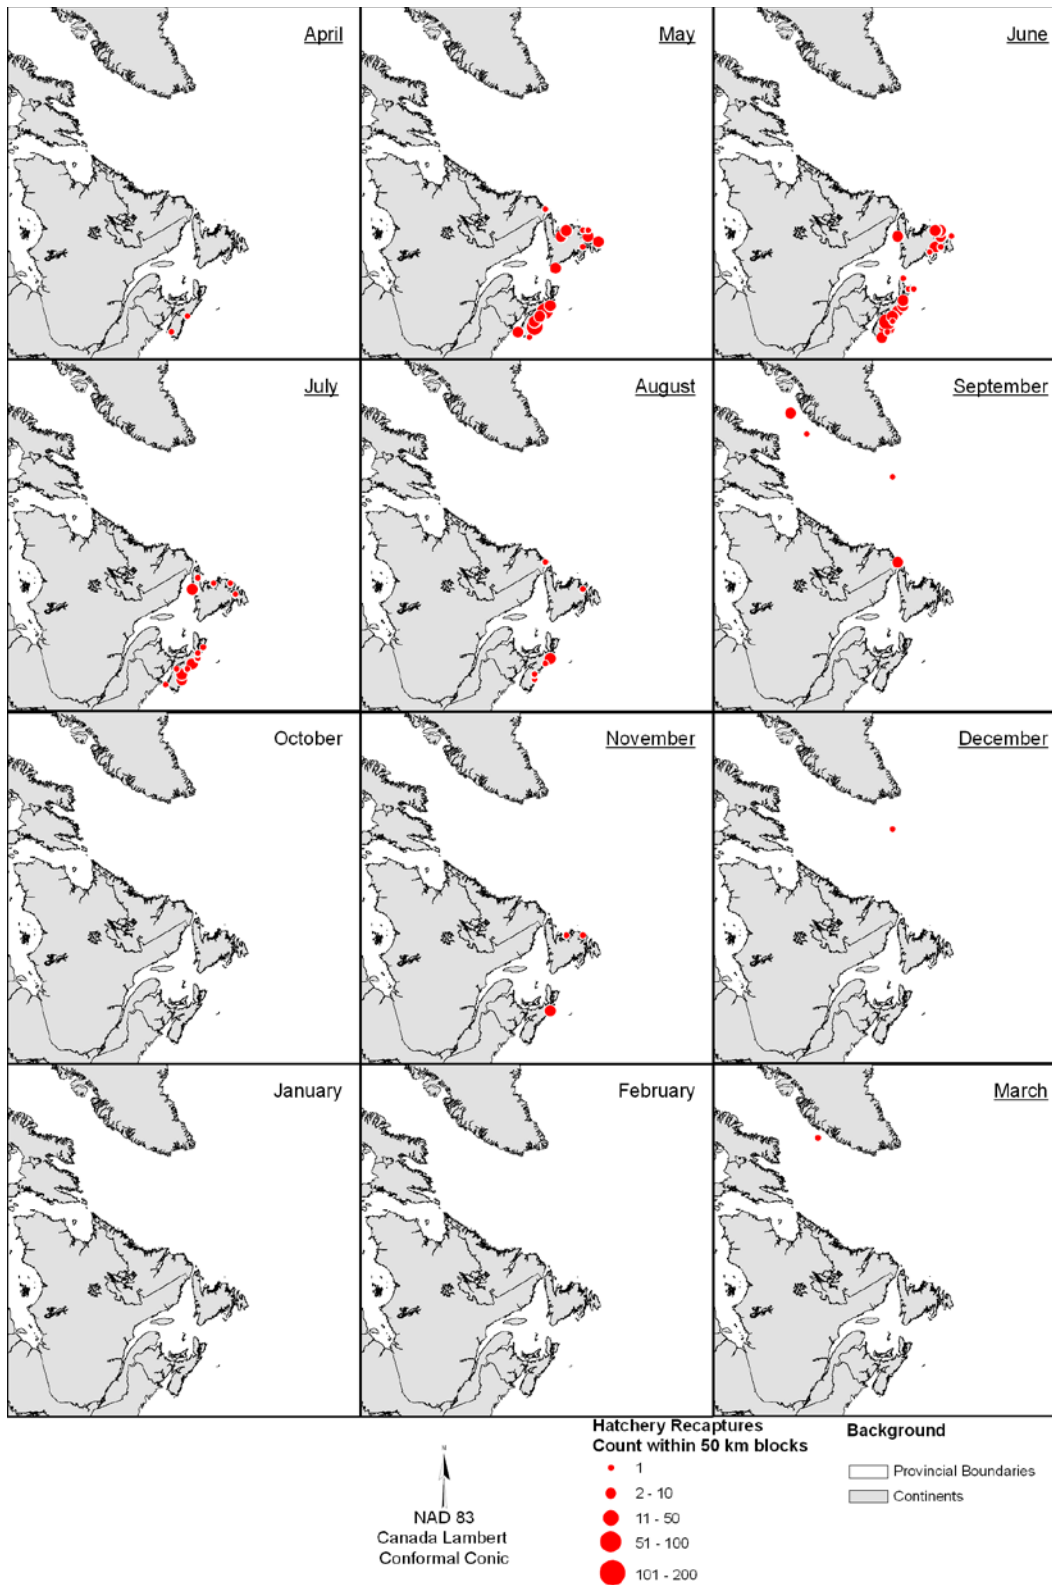 April
May
June
July
August
September
October
November
December
January
February
March
N
NAD 83
Canada Lambert
Conformal Conic
Hatchery Recaptures
Count within 50 km blocks
1
2 - 10
11 - 50
51 - 100
101 - 200
Background
Provincial Boundaries
Continents